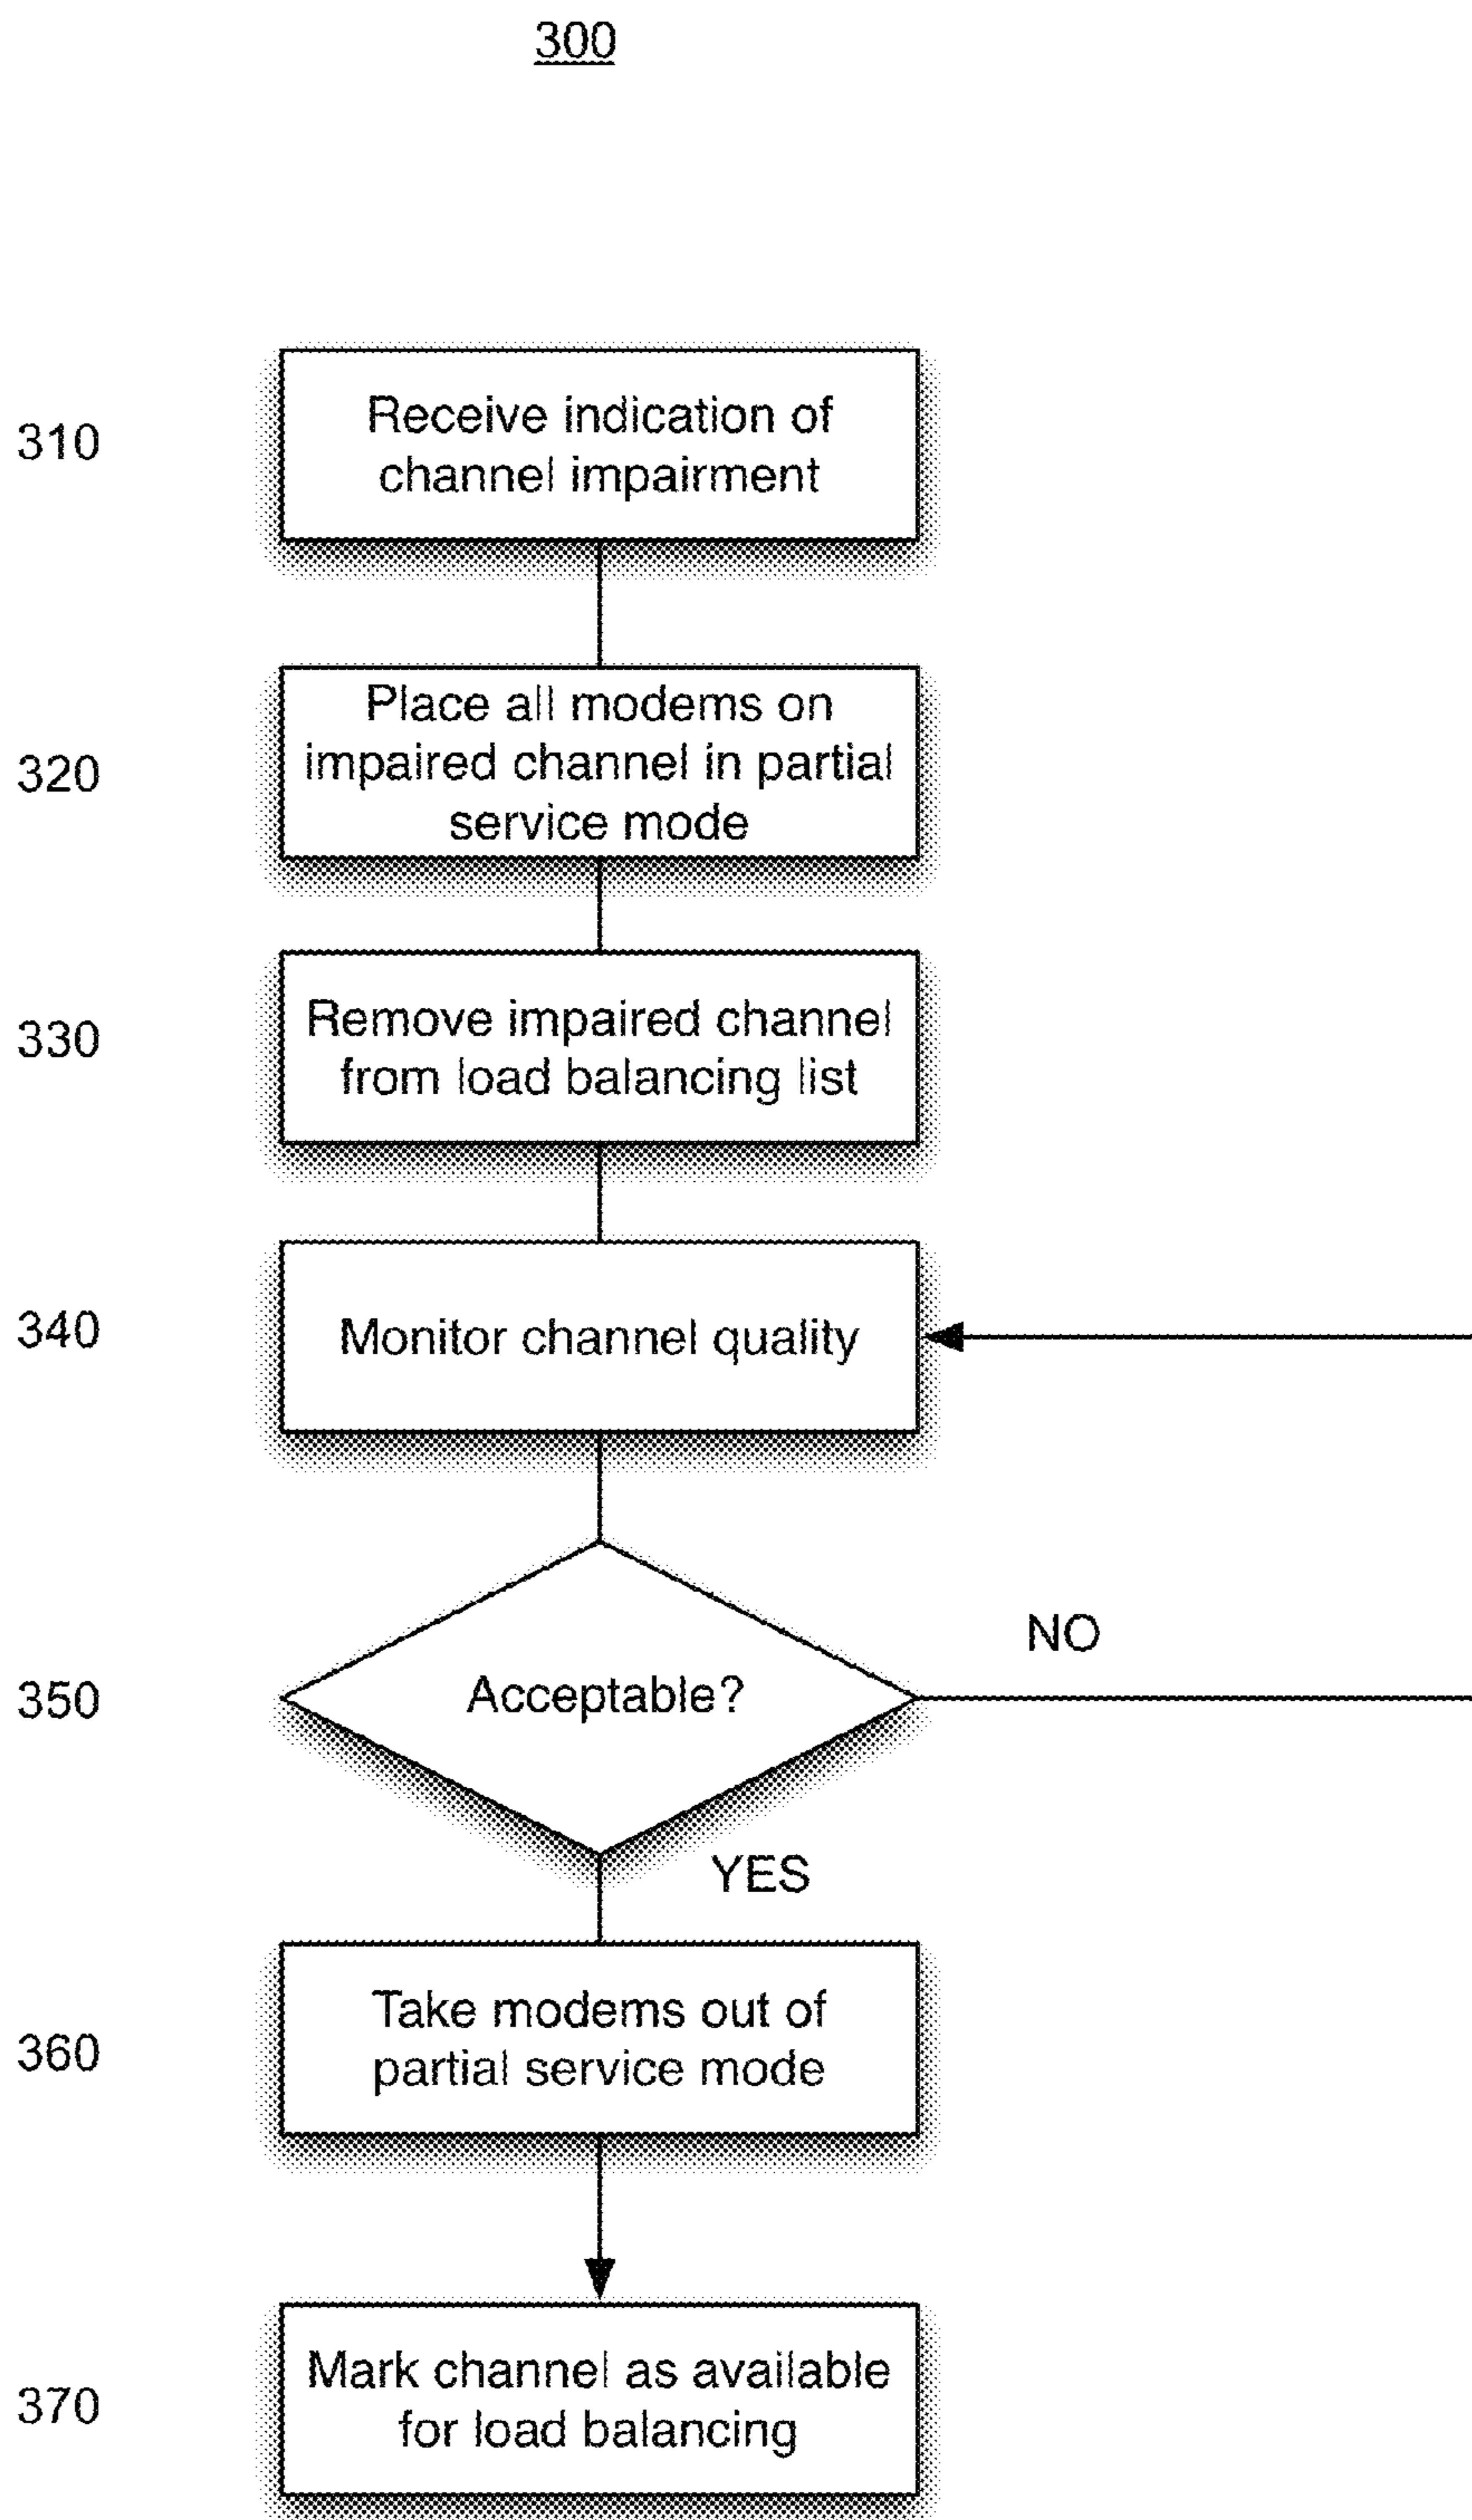 300
310
Receive indication of
channel impairment
320
Place all modems on
impaired channel in partial
service mode
330
Remove impaired channel
from load balancing list
340
Monitor channel quality
350
Acceptable?
NO
YES
360
Take modems out of
partial service mode
370
Mark channel as available
for load balancing